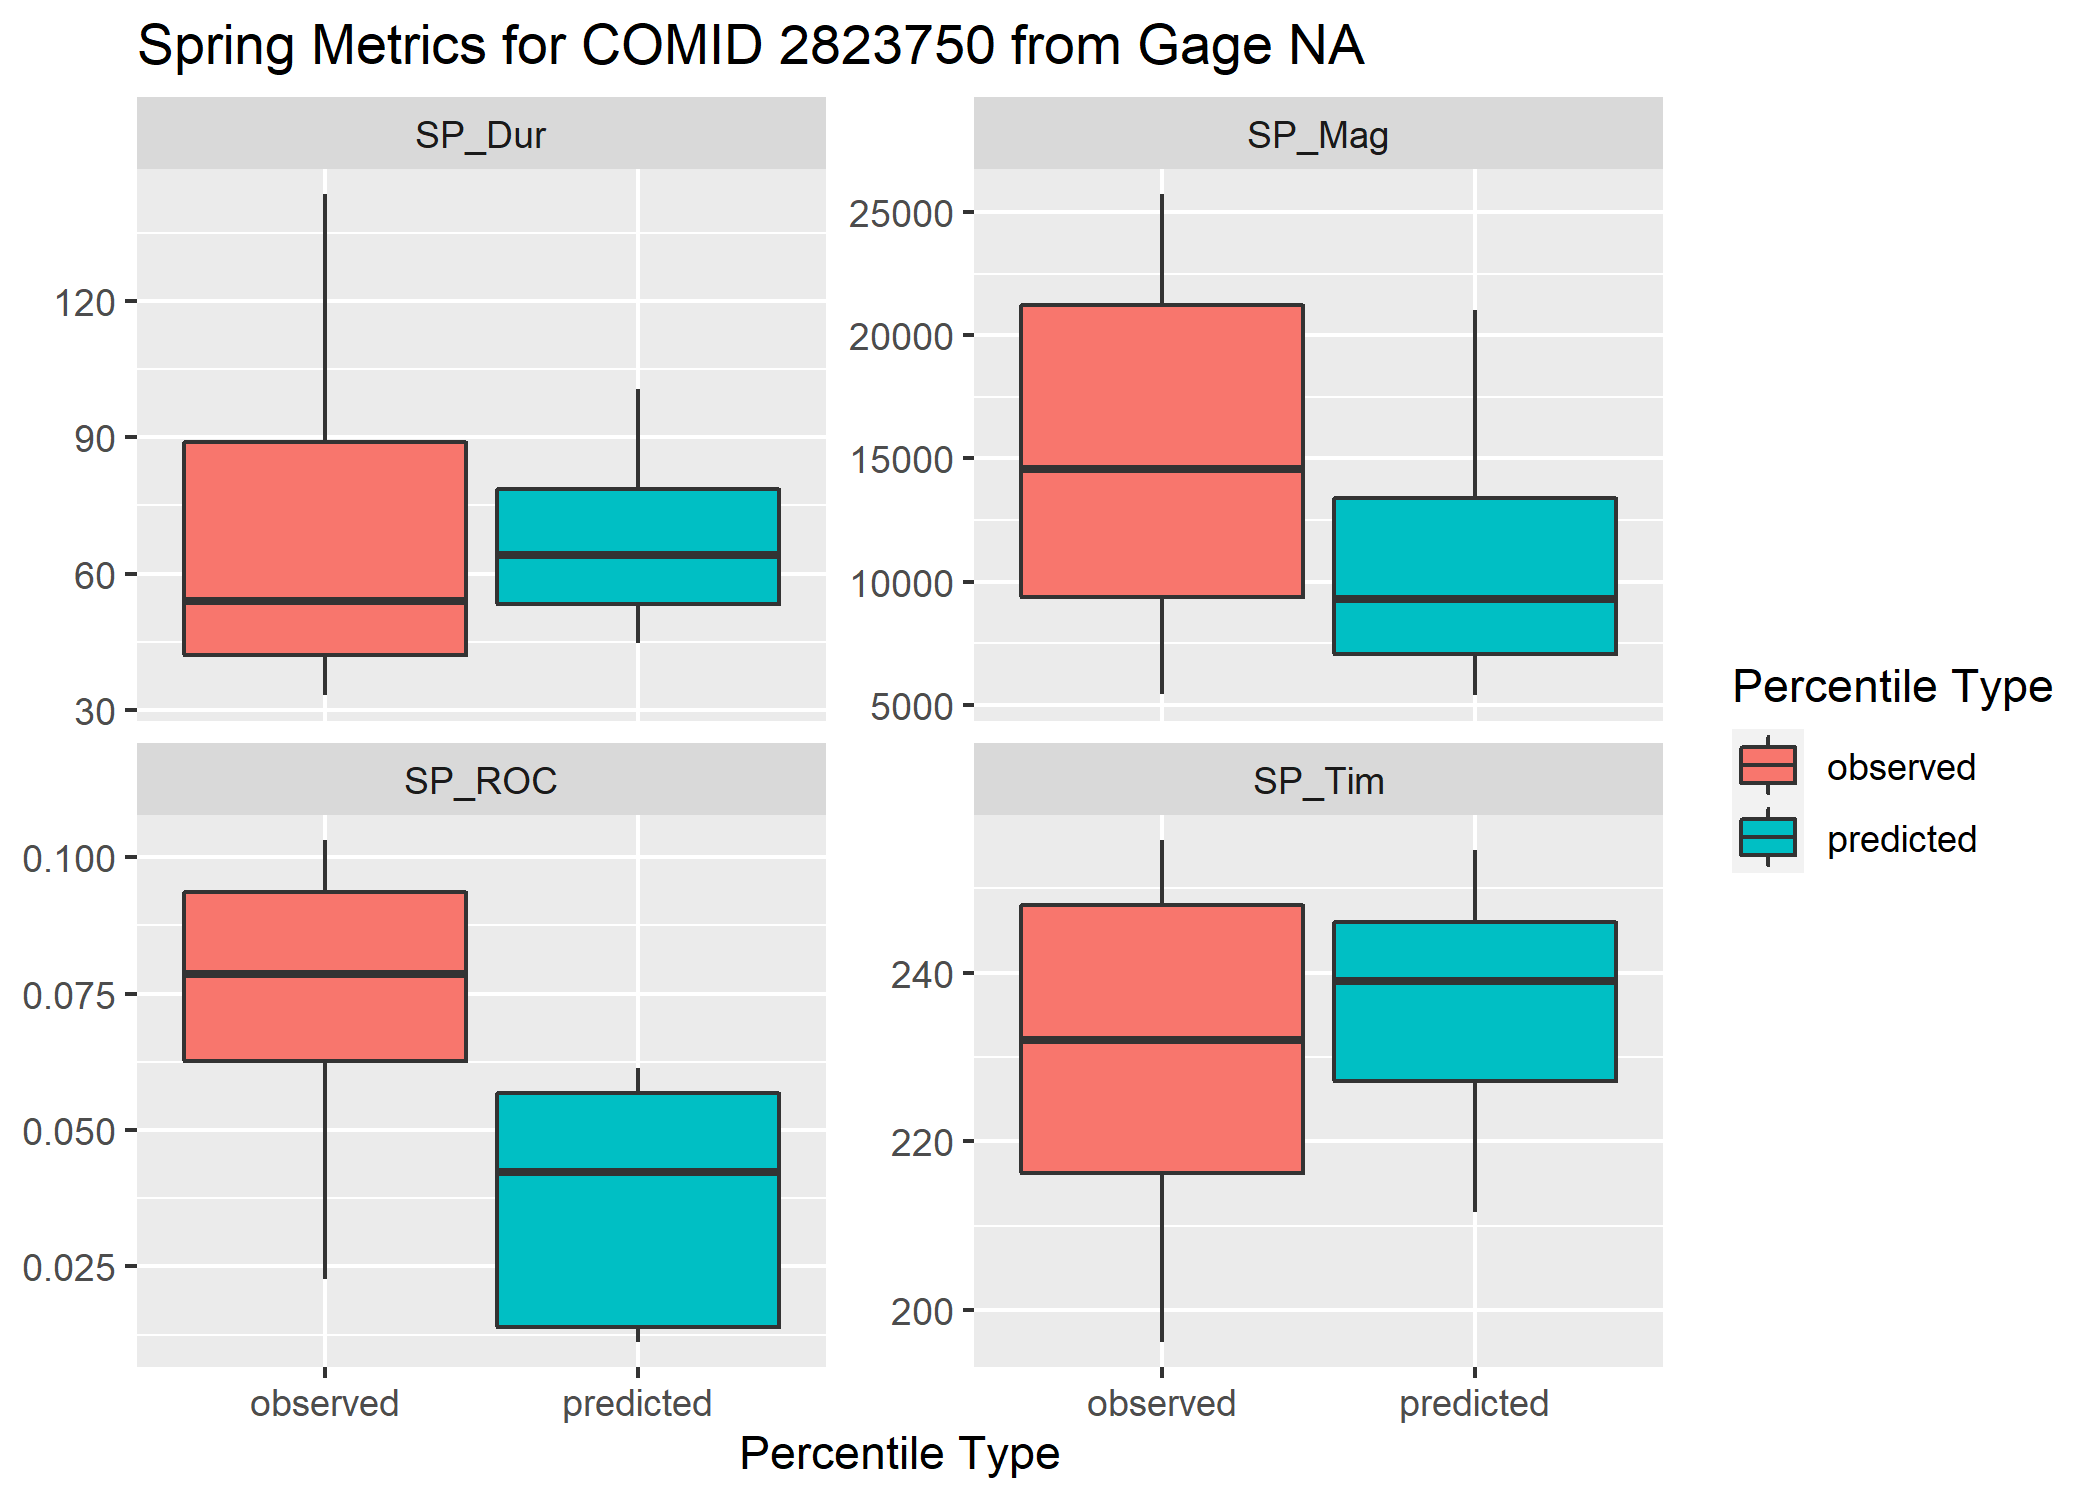 Spring Metrics for COMID 2823750 from Gage NA
SP_Dur
SP_Mag
120
90
60
30
25000
20000
15000
10000
5000
SP_ROC
SP_Tim
0.100
0.075
0.050
0.025
240
220
200
observed
predicted
observed
predicted
Percentile Type
Percentile Type
observed
predicted